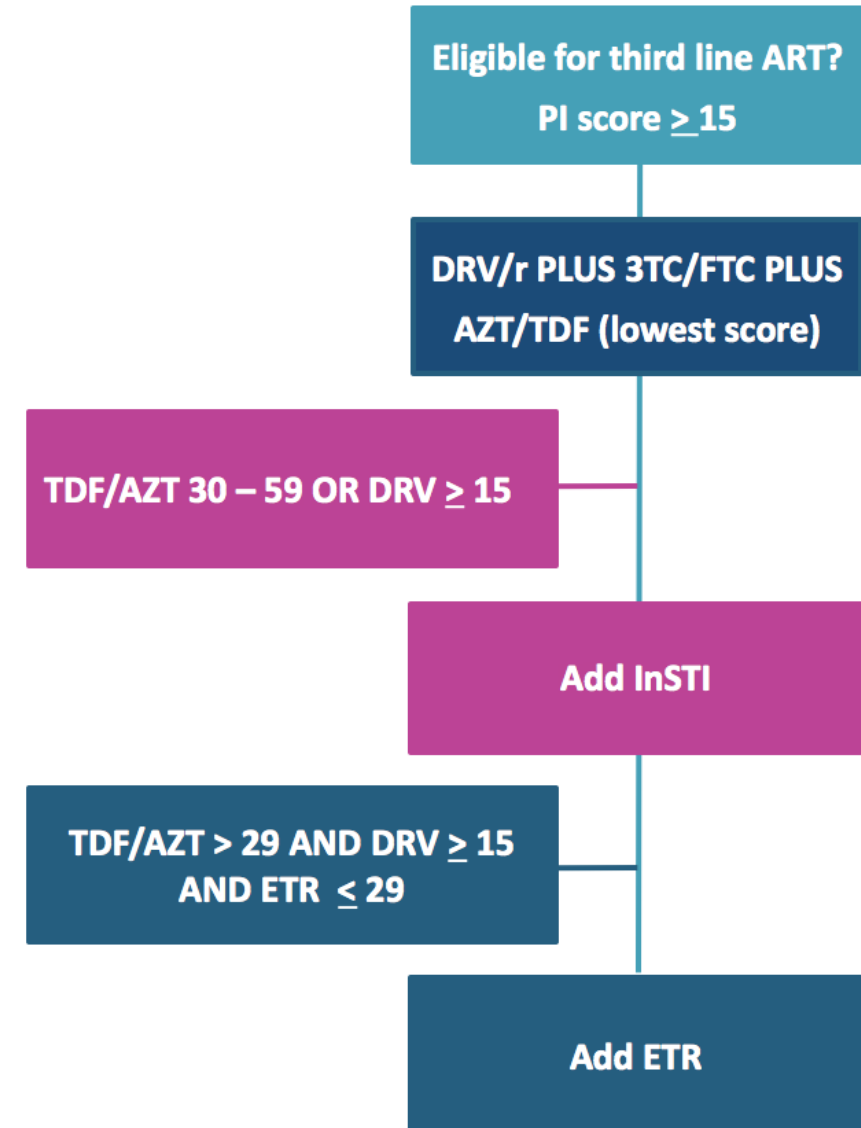 Eligible for third line ART?
PI score ≥ 15
DRV/r PLUS 3TC/FTC PLUS
AZT/TDF (lowest score)
TDF/AZT 30 – 59 OR DRV ≥ 15
Add InSTI
TDF/AZT > 29 AND DRV ≥ 15
AND ETR ≤ 29
Add ETR